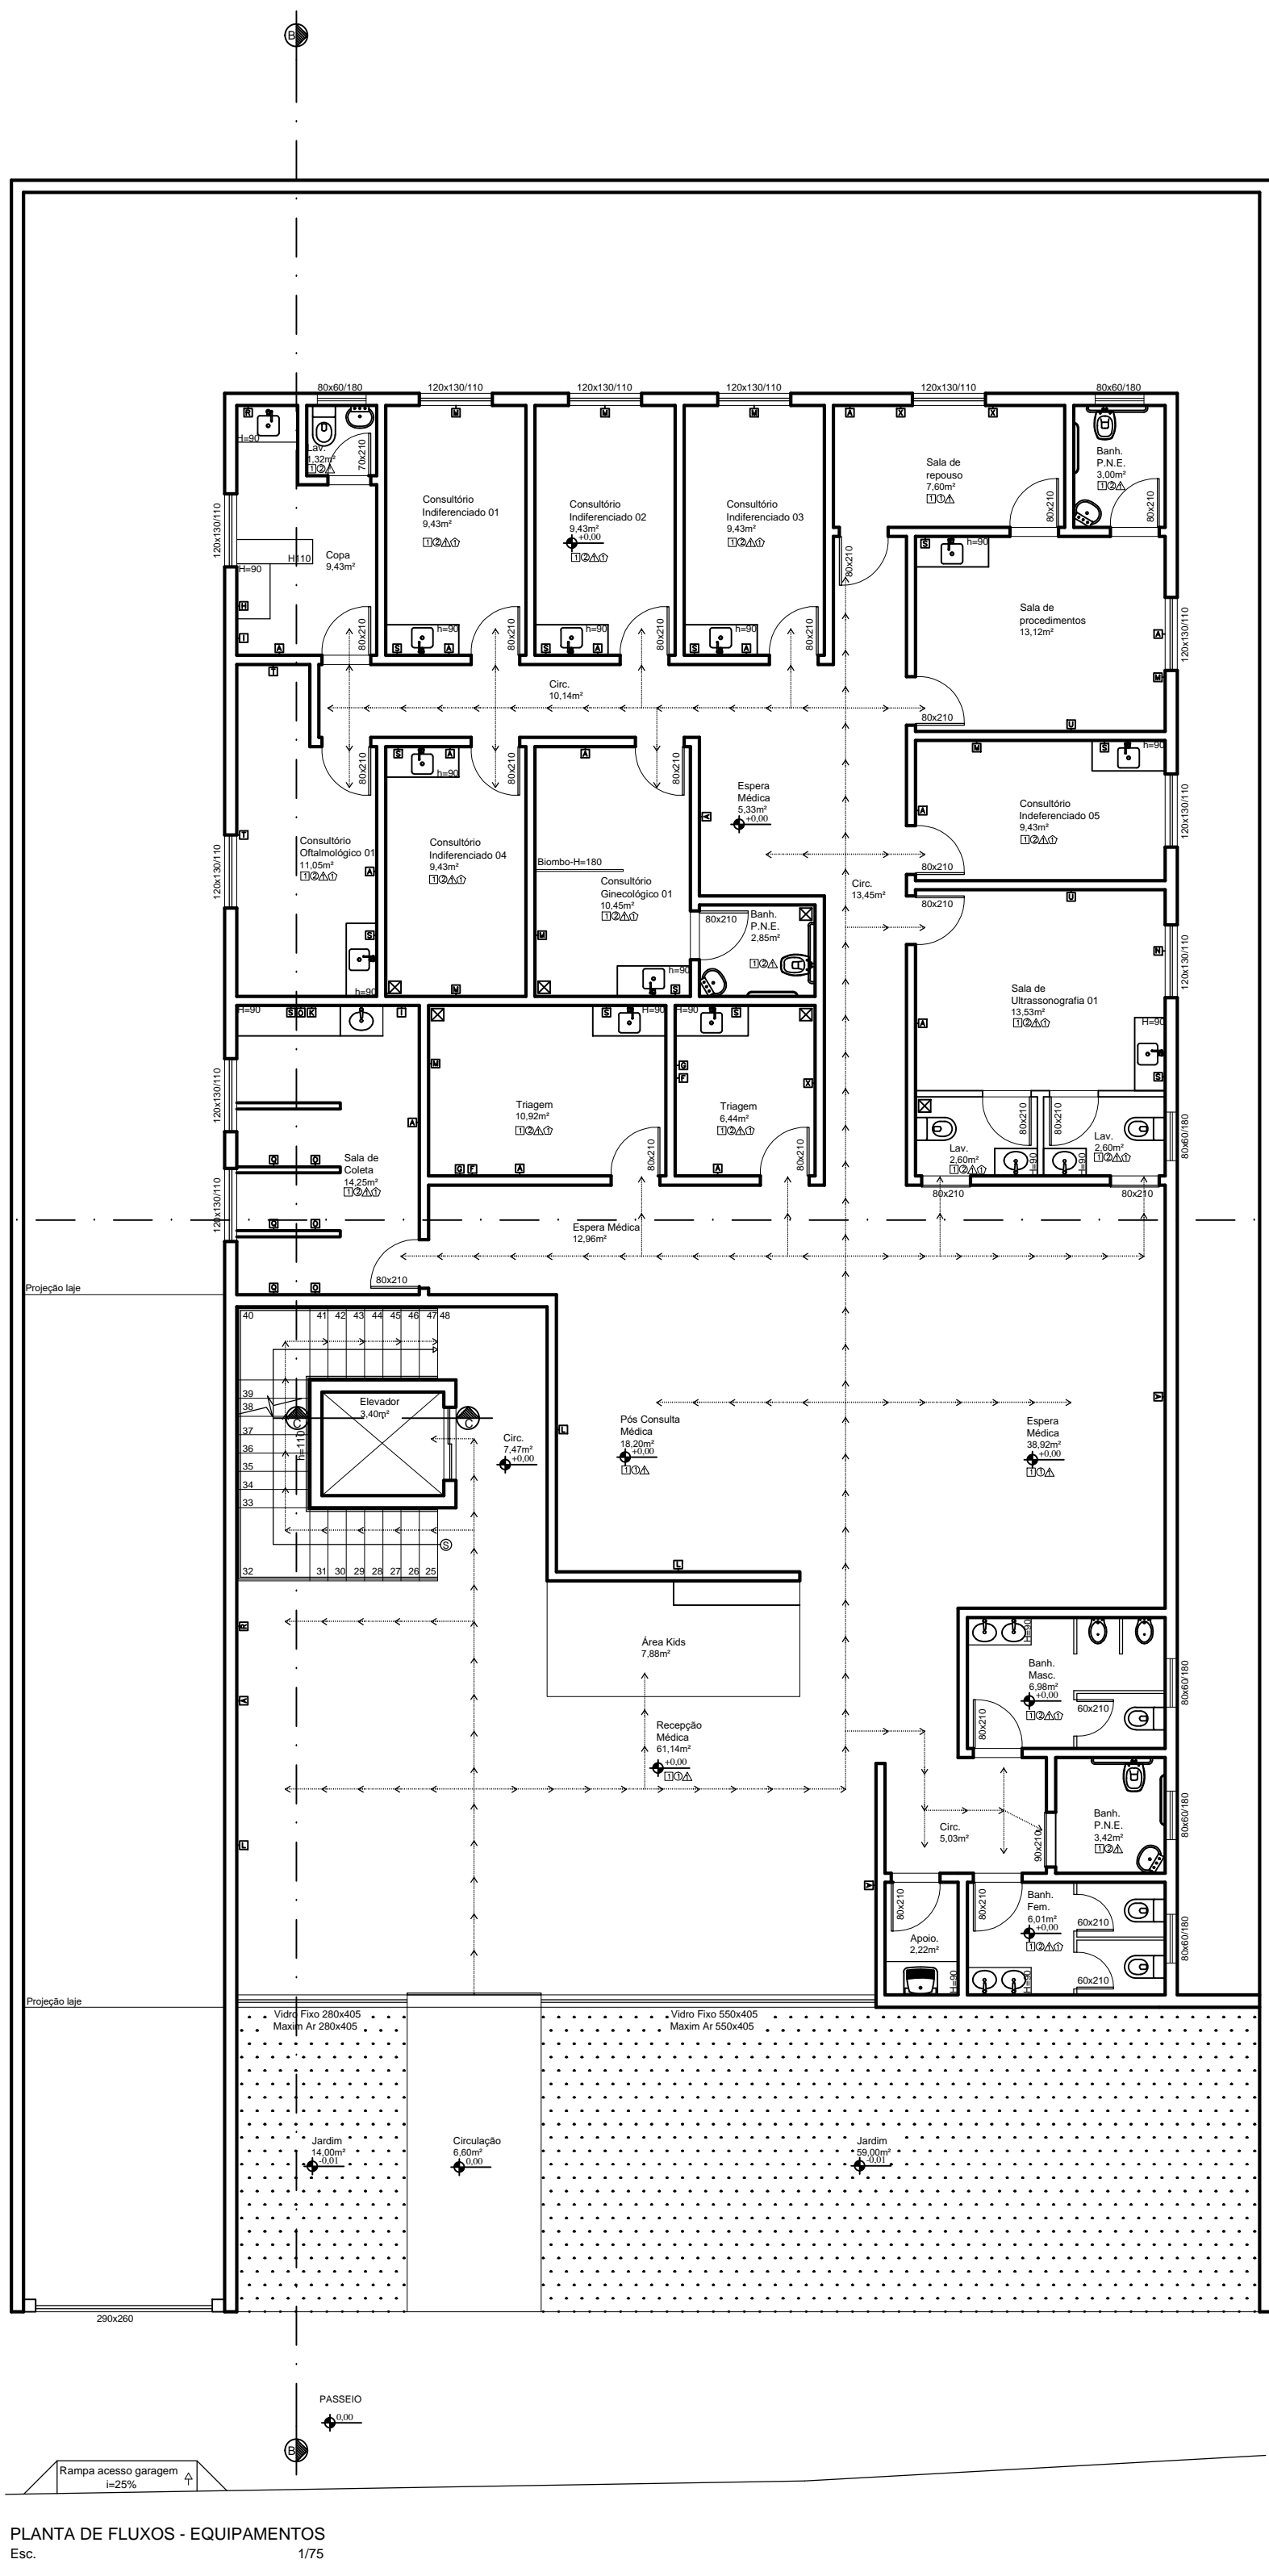 B
80x60/180
120x130/110
120x130/110
120x130/110
120x130/110
80x60/180
R
M
M
M
A
X
X
H=90
Lav.
1,32m²
70x210
Consultório
Indiferenciado 01
9,43m²
Consultório
Indiferenciado 02
9,43m²
+0,00
Consultório
Indiferenciado 03
9,43m²
Sala de
repouso
7,60m²
80x210
Banh.
P.N.E.
3,00m²
80x210
120x130/110
H110
H=90
Copa
9,43m²
H
I
A
80x210
h=90
S
A
80x210
h=90
S
A
80x210
h=90
S
A
80x210
80x210
S
h=90
Sala de
procedimentos
13,12m²
A
M
U
120x130/110
80x210
T
Circ.
10,14m²
80x210
S
A
h=90
80x210
A
80x210
Espera
Médica
5,33m²
+0,00
A
M
S
h=90
A
Consultório
Indeferenciado 05
9,43m²
120x130/110
80x210
T
120x130/110
Consultório
Oftalmológico 01
11,05m²
A
S
h=90
Consultório
Indiferenciado 04
9,43m²
M
Biombo-H=180
Consultório
Ginecológico 01
10,45m²
M
h=90
S
80x210
Banh.
P.N.E.
2,85m²
Circ.
13,45m²
80x210
U
N
120x130/110
Sala de
Ultrassonografia 01
13,53m²
A
H=90
S
H=90
S
Q
K
I
120x130/110
A
M
S
H=90
Triagem
10,92m²
G
F
A
80x210
H=90
S
G
F
X
Triagem
6,44m²
A
80x210
Lav.
2,60m²
80x210
h=90
80x210
Lav.
2,60m²
h=90
80x60/180
80x210
80x210
Q
O
Sala de
Coleta
14,25m²
120x130/110
Q
O
Q
O
80x210
Espera Médica
12,96m²
Projeção laje
40
41
42
43
44
45
46
47
48
39
38
37
36
35
34
33
32
31
30
29
28
27
26
25
Elevador
3,40m²
C
C
h=110
S
Circ.
7,47m²
+0,00
L
Pós Consulta
Médica
18,20m²
+0,00
L
Espera
Médica
38,92m²
+0,00
A
R
A
L
Área Kids
7,88m²
Recepção
Médica
61,14m²
+0,00
H=90
Banh.
Masc.
6,98m²
+0,00
80x210
60x210
80x60/180
Circ.
5,03m²
90x210
Banh.
P.N.E.
3,42m²
80x60/180
A
80x210
Apoio.
2,22m²
H=90
80x210
Banh.
Fem.
6,01m²
+0,00
H=90
60x210
60x210
80x60/180
Projeção laje
Vidro Fixo 280x405
Maxim Ar 280x405
Vidro Fixo 550x405
Maxim Ar 550x405
Jardim
14,00m²
-0,01
Circulação
6,60m²
0,00
Jardim
59,00m²
-0,01
290x260
PASSEIO
0,00
B
Rampa acesso garagem
i=25%
PLANTA DE FLUXOS - EQUIPAMENTOS
Esc. 1/75